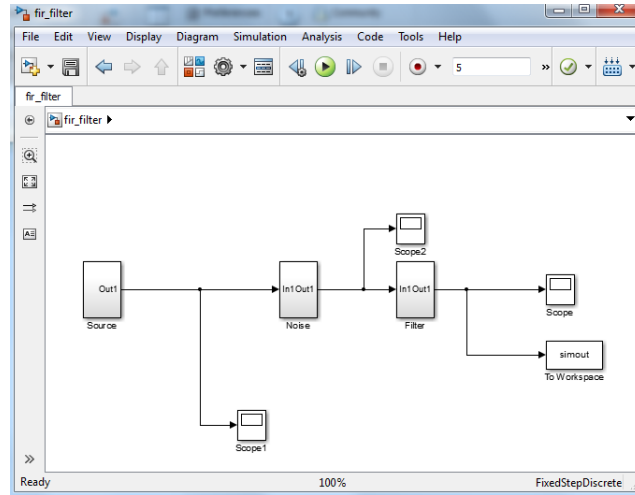 fir_filter
File Edit View Display Diagram Simulation Analysis Code Tools Help
5
»
fir_filter
fir_filter
Scope2
Out1
In1 Out1
In1 Out1
Source
Noise
Filter
Scope
simout
To Workspace
Scope1
»
Ready 100% FixedStepDiscrete